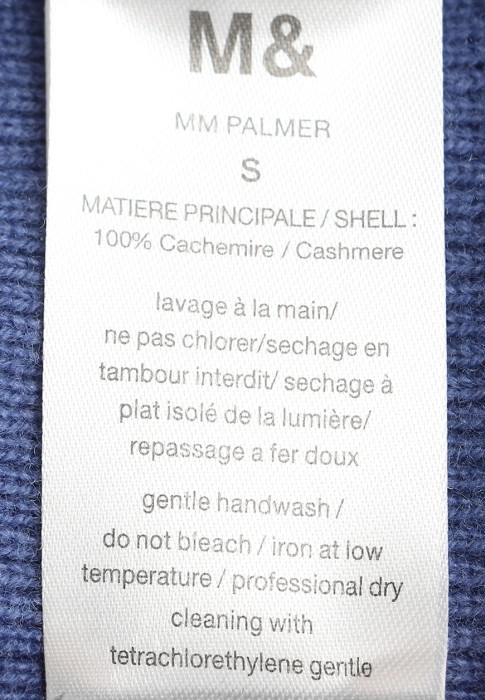 M&
MM PALMER
S
MATIERE PRINCIPALE / SHELL :
100% Cachemire / Cashmere
lavage à la main/
ne pas chlorer/sechage en
tambour interdit/ sechage à
plat isolé de la lumière/
repassage a fer doux
gentle handwash /
do not bleach / iron at low
temperature / professional dry
cleaning with
tetrachlorethylene gentle